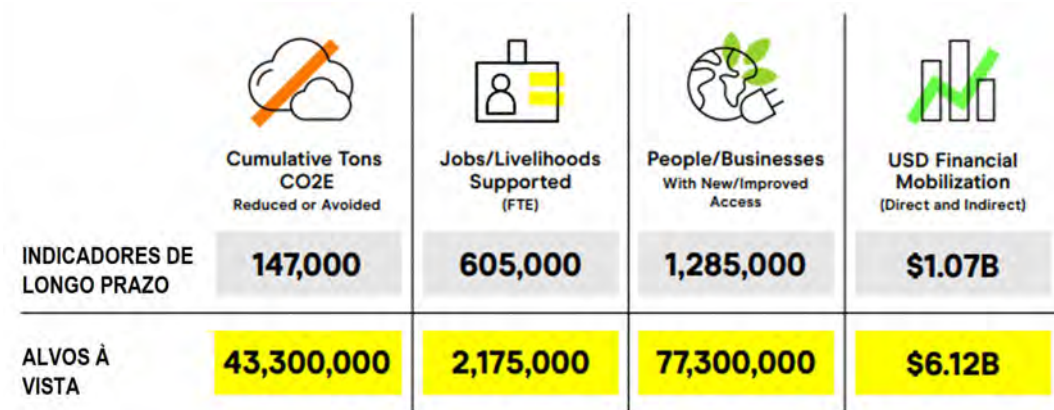 Cumulative Tons
CO2E
Reduced or Avoided
Jobs/Livelihoods
Supported
(FTE)
People/Businesses
With New/Improved
Access
USD Financial
Mobilization
(Direct and Indirect)
INDICADORES DE
LONGO PRAZO
147,000
605,000
1,285,000
$1.07B
ALVOS À
VISTA
43,300,000
2,175,000
77,300,000
$6.12B